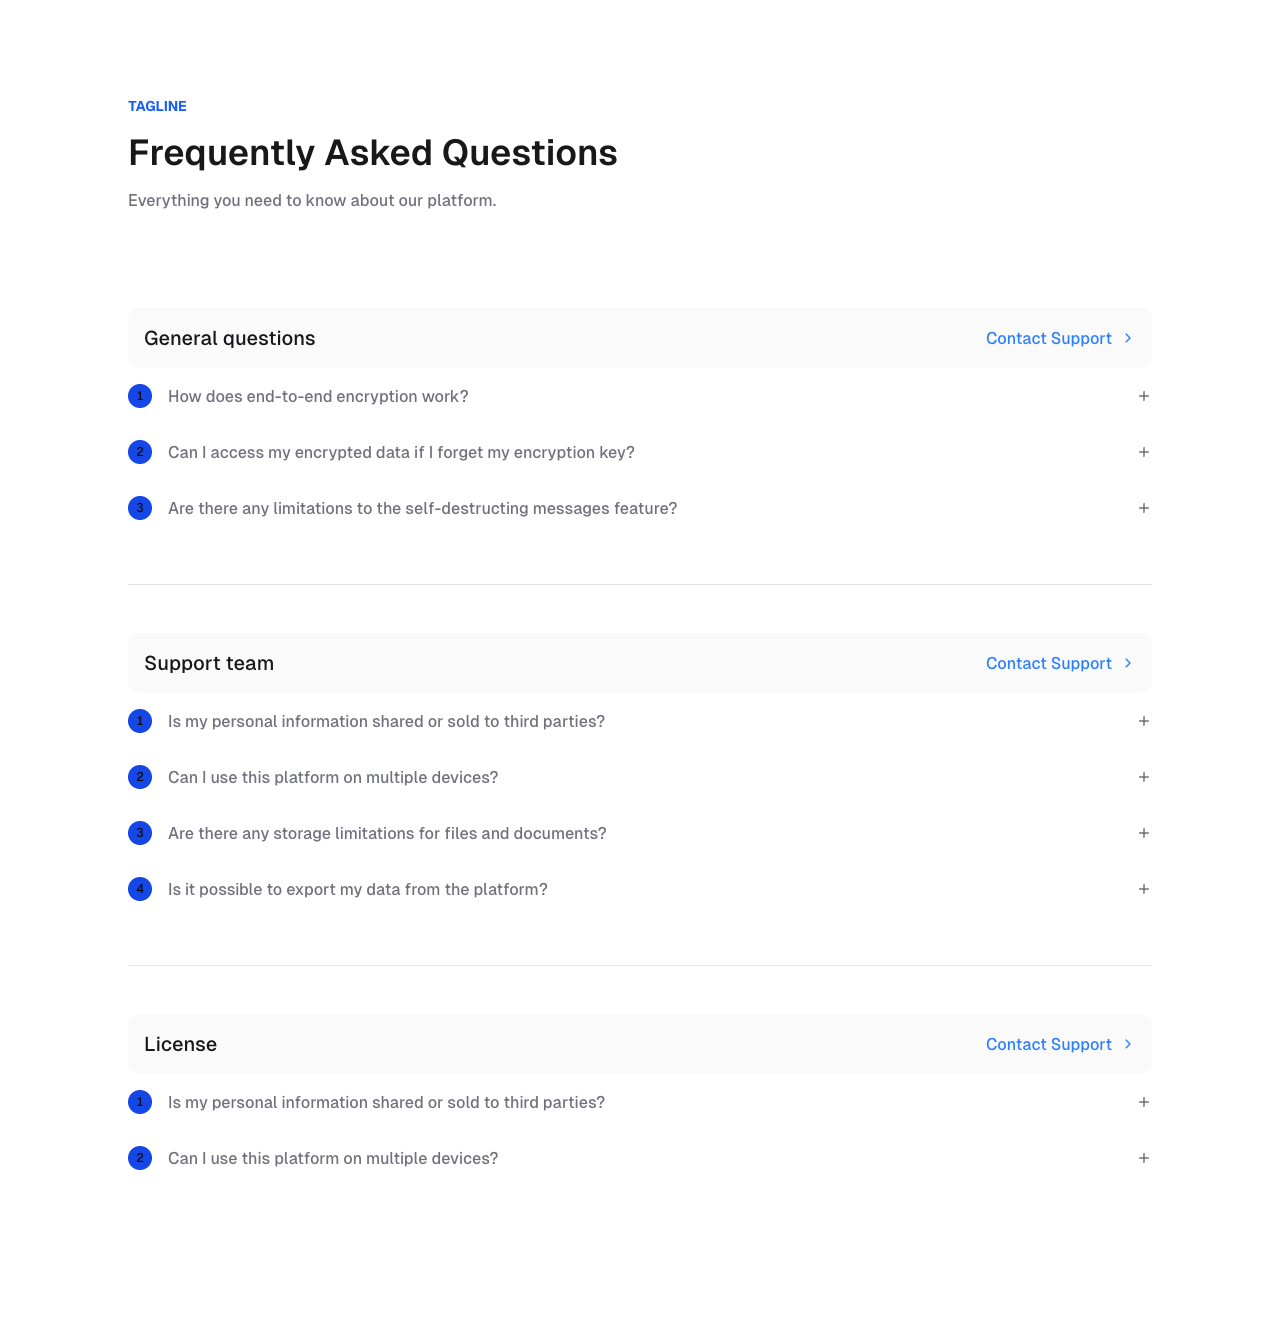 TAGLINE
Frequently Asked Questions
Everything you need to know about our platform.
General questions
Contact Support
1 How does end-to-end encryption work?
2 Can I access my encrypted data if I forget my encryption key?
3 Are there any limitations to the self-destructing messages feature?
Support team
Contact Support
1 Is my personal information shared or sold to third parties?
2 Can I use this platform on multiple devices?
3 Are there any storage limitations for files and documents?
4 Is it possible to export my data from the platform?
License
Contact Support
1 Is my personal information shared or sold to third parties?
2 Can I use this platform on multiple devices?